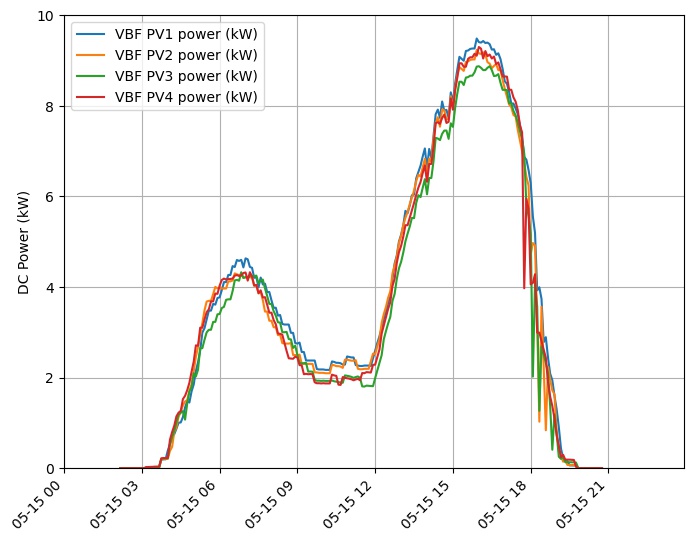 VBF PV1 power (kW)
VBF PV2 power (kW)
VBF PV3 power (kW)
VBF PV4 power (kW)
DC Power (kW)
10
8
6
4
2
0
05-15 00
05-15 03
05-15 06
05-15 09
05-15 12
05-15 15
05-15 18
05-15 21